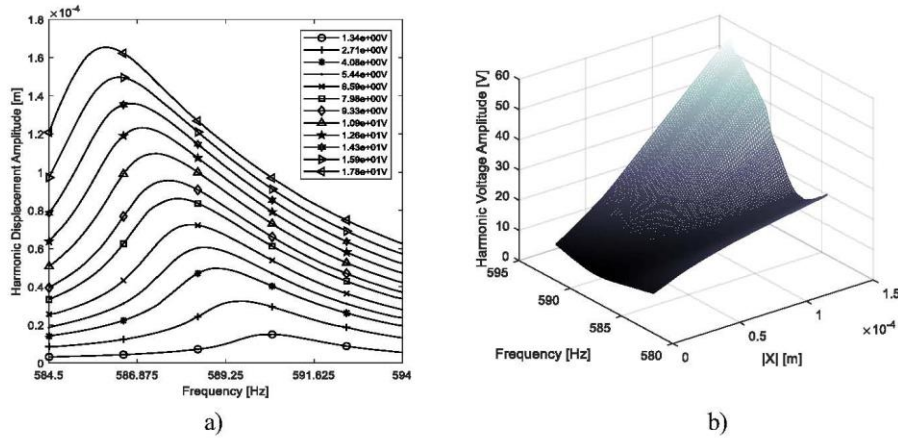 1.8 ×10⁻⁴
1.6
1.4
1.2
1
0.8
0.6
0.4
0.2
0
Harmonic Displacement Amplitude [m]
584.5 586.875 589.25 591.625 594
Frequency [Hz]
1.34e+00V
2.71e+00V
4.08e+00V
5.44e+00V
6.59e+00V
7.98e+00V
9.33e+00V
1.09e+01V
1.26e+01V
1.43e+01V
1.59e+01V
1.78e+01V
a)
Harmonic Voltage Amplitude [V]
60
50
40
30
20
10
0
595
590
585
580
Frequency [Hz]
0
0.5
1
1.5
×10⁻⁴
|X| [m]
b)